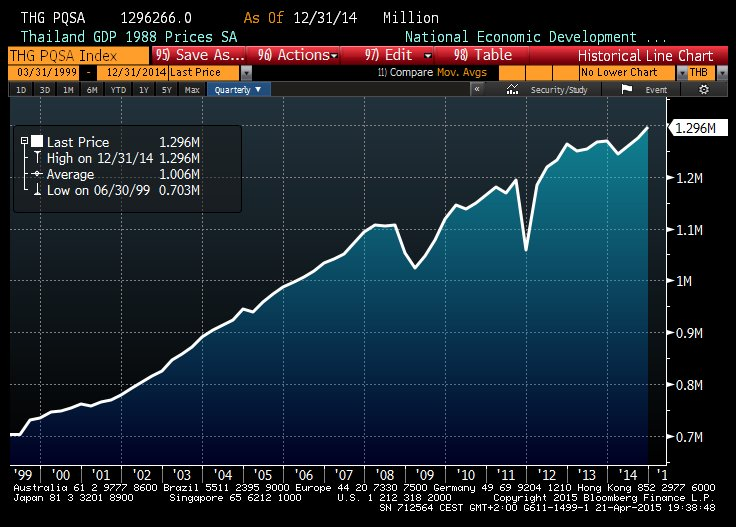 THG PQSA 1296266.0 As Of 12/31/14 Million
Thailand GDP 1988 Prices SA National Economic Development ...
THG PQSA Index 95) Save As... 96) Actions 97) Edit 98) Table Historical Line Chart
03/31/1999 - 12/31/2014 Last Price 11) Compare Mov. Avgs No Lower Chart THB
1D 3D 1M 6M YTD 1Y 5Y Max Quarterly ▼ « Security/Study Event
Last Price 1.296M
High on 12/31/14 1.296M
Average 1.006M
Low on 06/30/99 0.703M
1.296M
1.2M
1.1M
1M
0.9M
0.8M
0.7M
'99 '00 '01 '02 '03 '04 '05 '06 '07 '08 '09 '10 '11 '12 '13 '14 '1
Australia 61 2 9777 8600 Brazil 5511 2395 9000 Europe 44 20 7330 7500 Germany 49 69 9204 1210 Hong Kong 852 2977 6000
Japan 81 3 3201 8900 Singapore 65 6212 1000 U.S. 1 212 318 2000 Copyright 2015 Bloomberg Finance L.P.
SN 712564 CEST GMT+2:00 G611-1499-1 21-Apr-2015 19:38:48